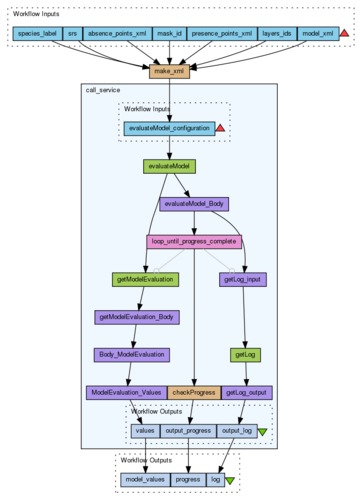 Workflow Inputs
species_label srs absence_points_xml mask_id presence_points_xml layers_ids model_xml
make_xml
call_service
Workflow Inputs
evaluateModel_configuration
evaluateModel
evaluateModel_Body
loop_until_progress_complete
getModelEvaluation getLog_input
getModelEvaluation_Body
Body_ModelEvaluation getLog
ModelEvaluation_Values checkProgress getLog_output
Workflow Outputs
values output_progress output_log
Workflow Outputs
model_values progress log